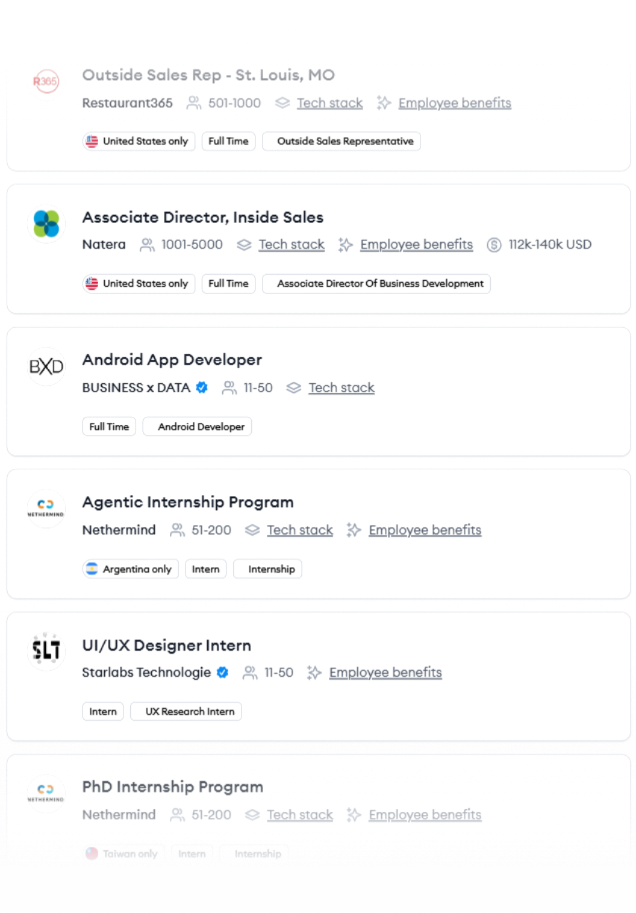 R365
Outside Sales Rep - St. Louis, MO
Restaurant365 501-1000 Tech stack Employee benefits
United States only Full Time Outside Sales Representative
Associate Director, Inside Sales
Natera 1001-5000 Tech stack Employee benefits 112k-140k USD
United States only Full Time Associate Director Of Business Development
BXD
Android App Developer
BUSINESS x DATA 11-50 Tech stack
Full Time Android Developer
NETHERMIND
Agentic Internship Program
Nethermind 51-200 Tech stack Employee benefits
Argentina only Intern Internship
SLT
UI/UX Designer Intern
Starlabs Technologie 11-50 Employee benefits
Intern UX Research Intern
NETHERMIND
PhD Internship Program
Nethermind 51-200 Tech stack Employee benefits
Taiwan only Intern Internship